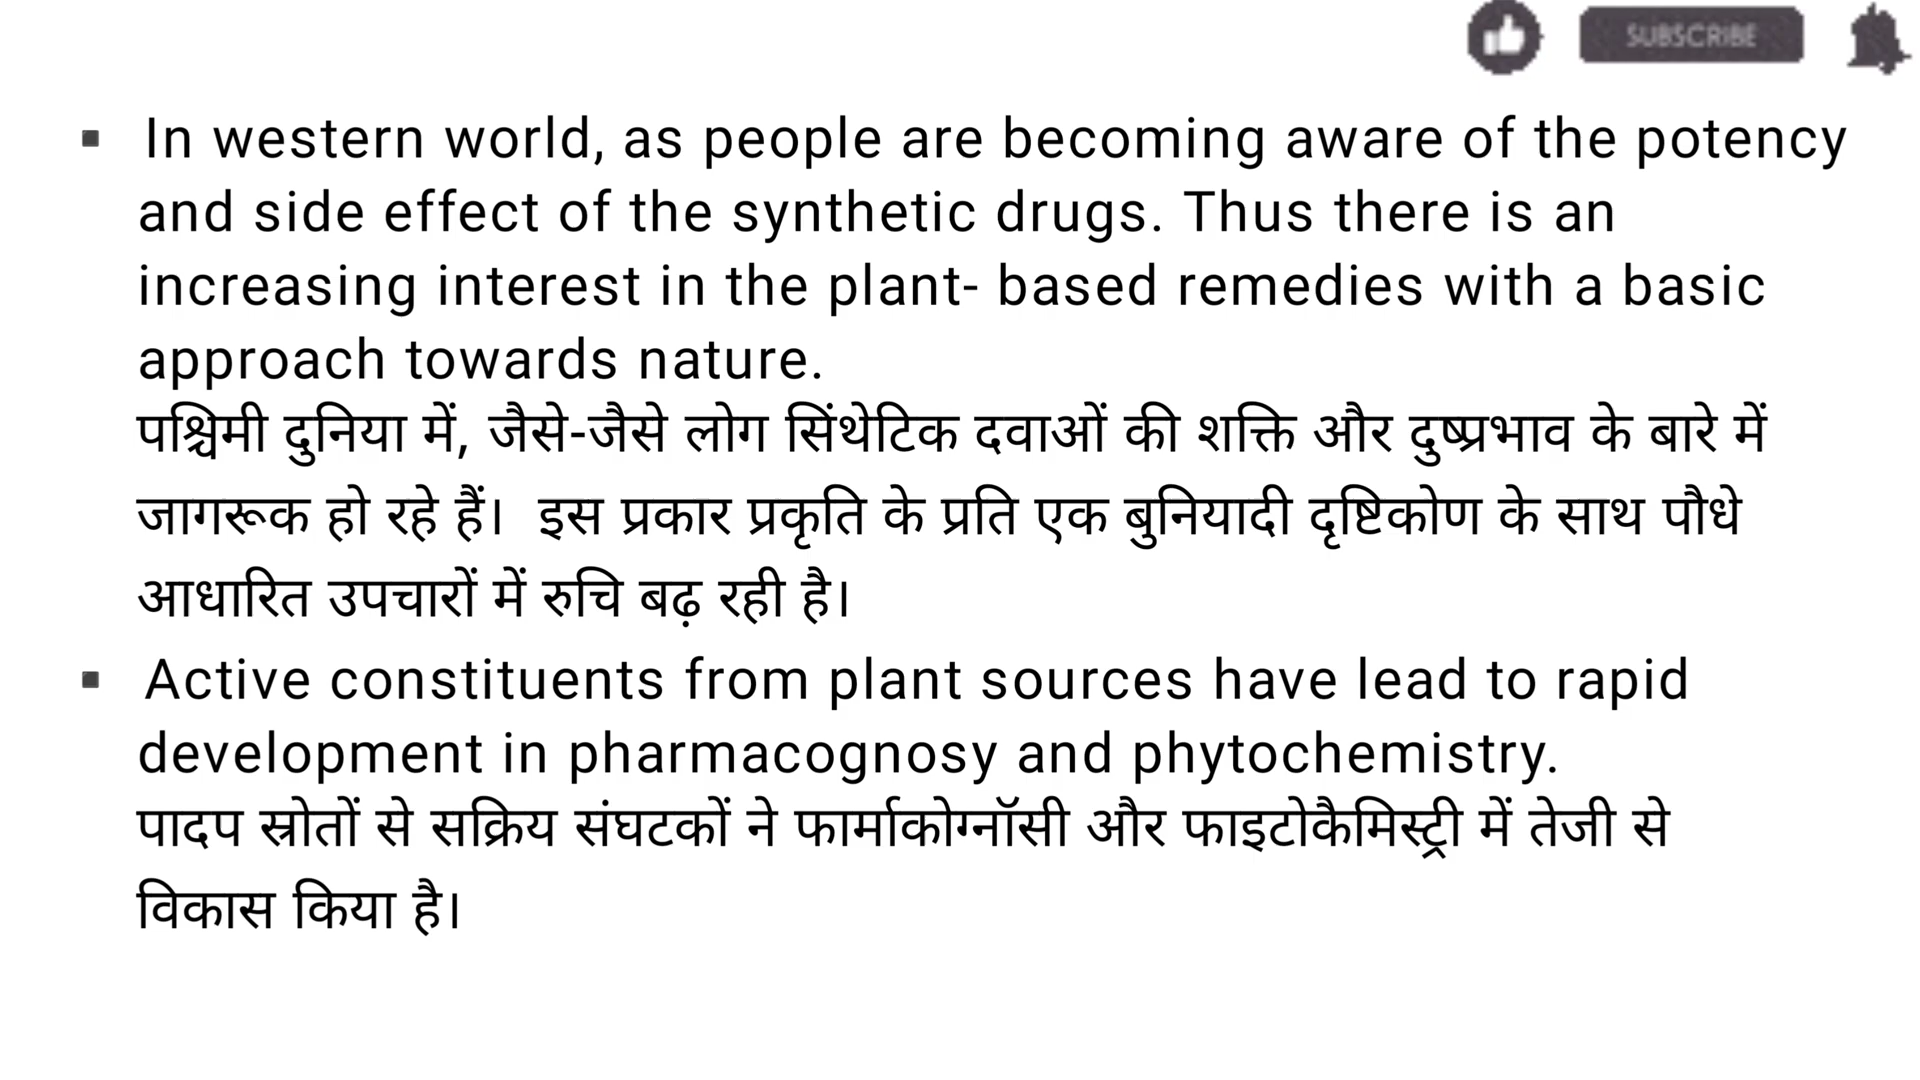 SUBSCRIBE
▪ In western world, as people are becoming aware of the potency
and side effect of the synthetic drugs. Thus there is an
increasing interest in the plant- based remedies with a basic
approach towards nature.
पश्चिमी दुनिया में, जैसे-जैसे लोग सिंथेटिक दवाओं की शक्ति और दुष्प्रभाव के बारे में
जागरूक हो रहे हैं।  इस प्रकार प्रकृति के प्रति एक बुनियादी दृष्टिकोण के साथ पौधे
आधारित उपचारों में रुचि बढ़ रही है।
▪ Active constituents from plant sources have lead to rapid
development in pharmacognosy and phytochemistry.
पादप स्रोतों से सक्रिय संघटकों ने फार्माकोग्नॉसी और फाइटोकैमिस्ट्री में तेजी से
विकास किया है।